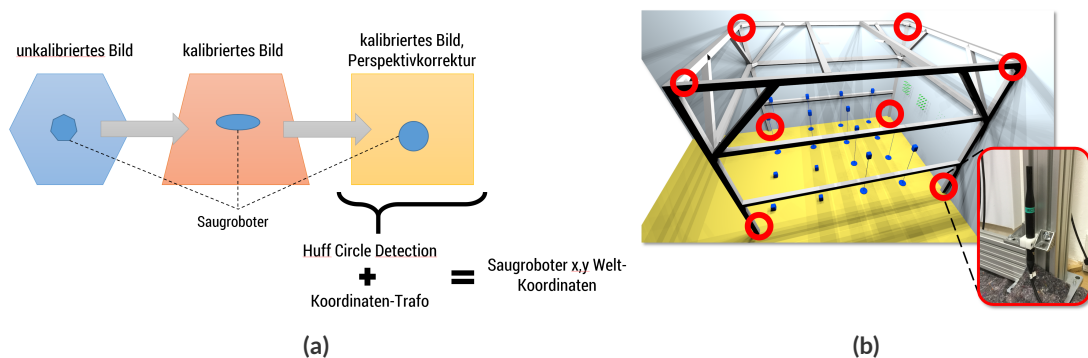 unkalibriertes Bild
kalibriertes Bild
kalibriertes Bild,
Perspektivkorrektur
Saugroboter
Huff Circle Detection
+
Koordinaten-Trafo
=
Saugroboter x,y Welt-
Koordinaten
(a)
(b)